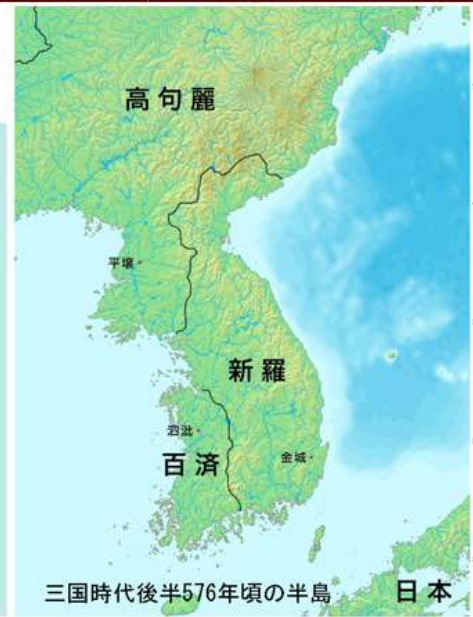 高句麗
平壌
新羅
泗沘
百済
金城
三国時代後半576年頃の半島
日本